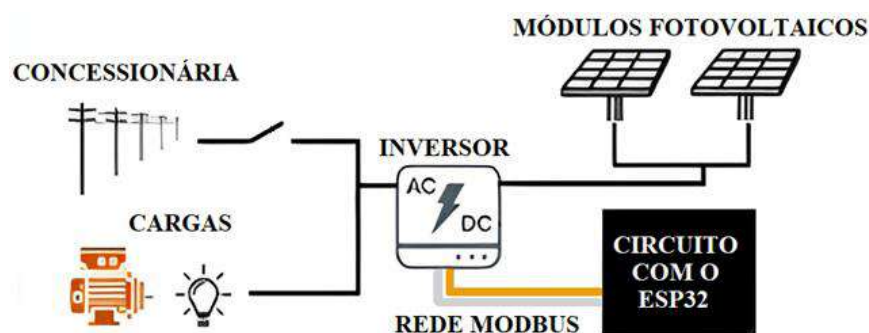 MÓDULOS FOTOVOLTAICOS
CONCESSIONÁRIA
INVERSOR
AC
DC
CARGAS
CIRCUITO
COM O
ESP32
REDE MODBUS